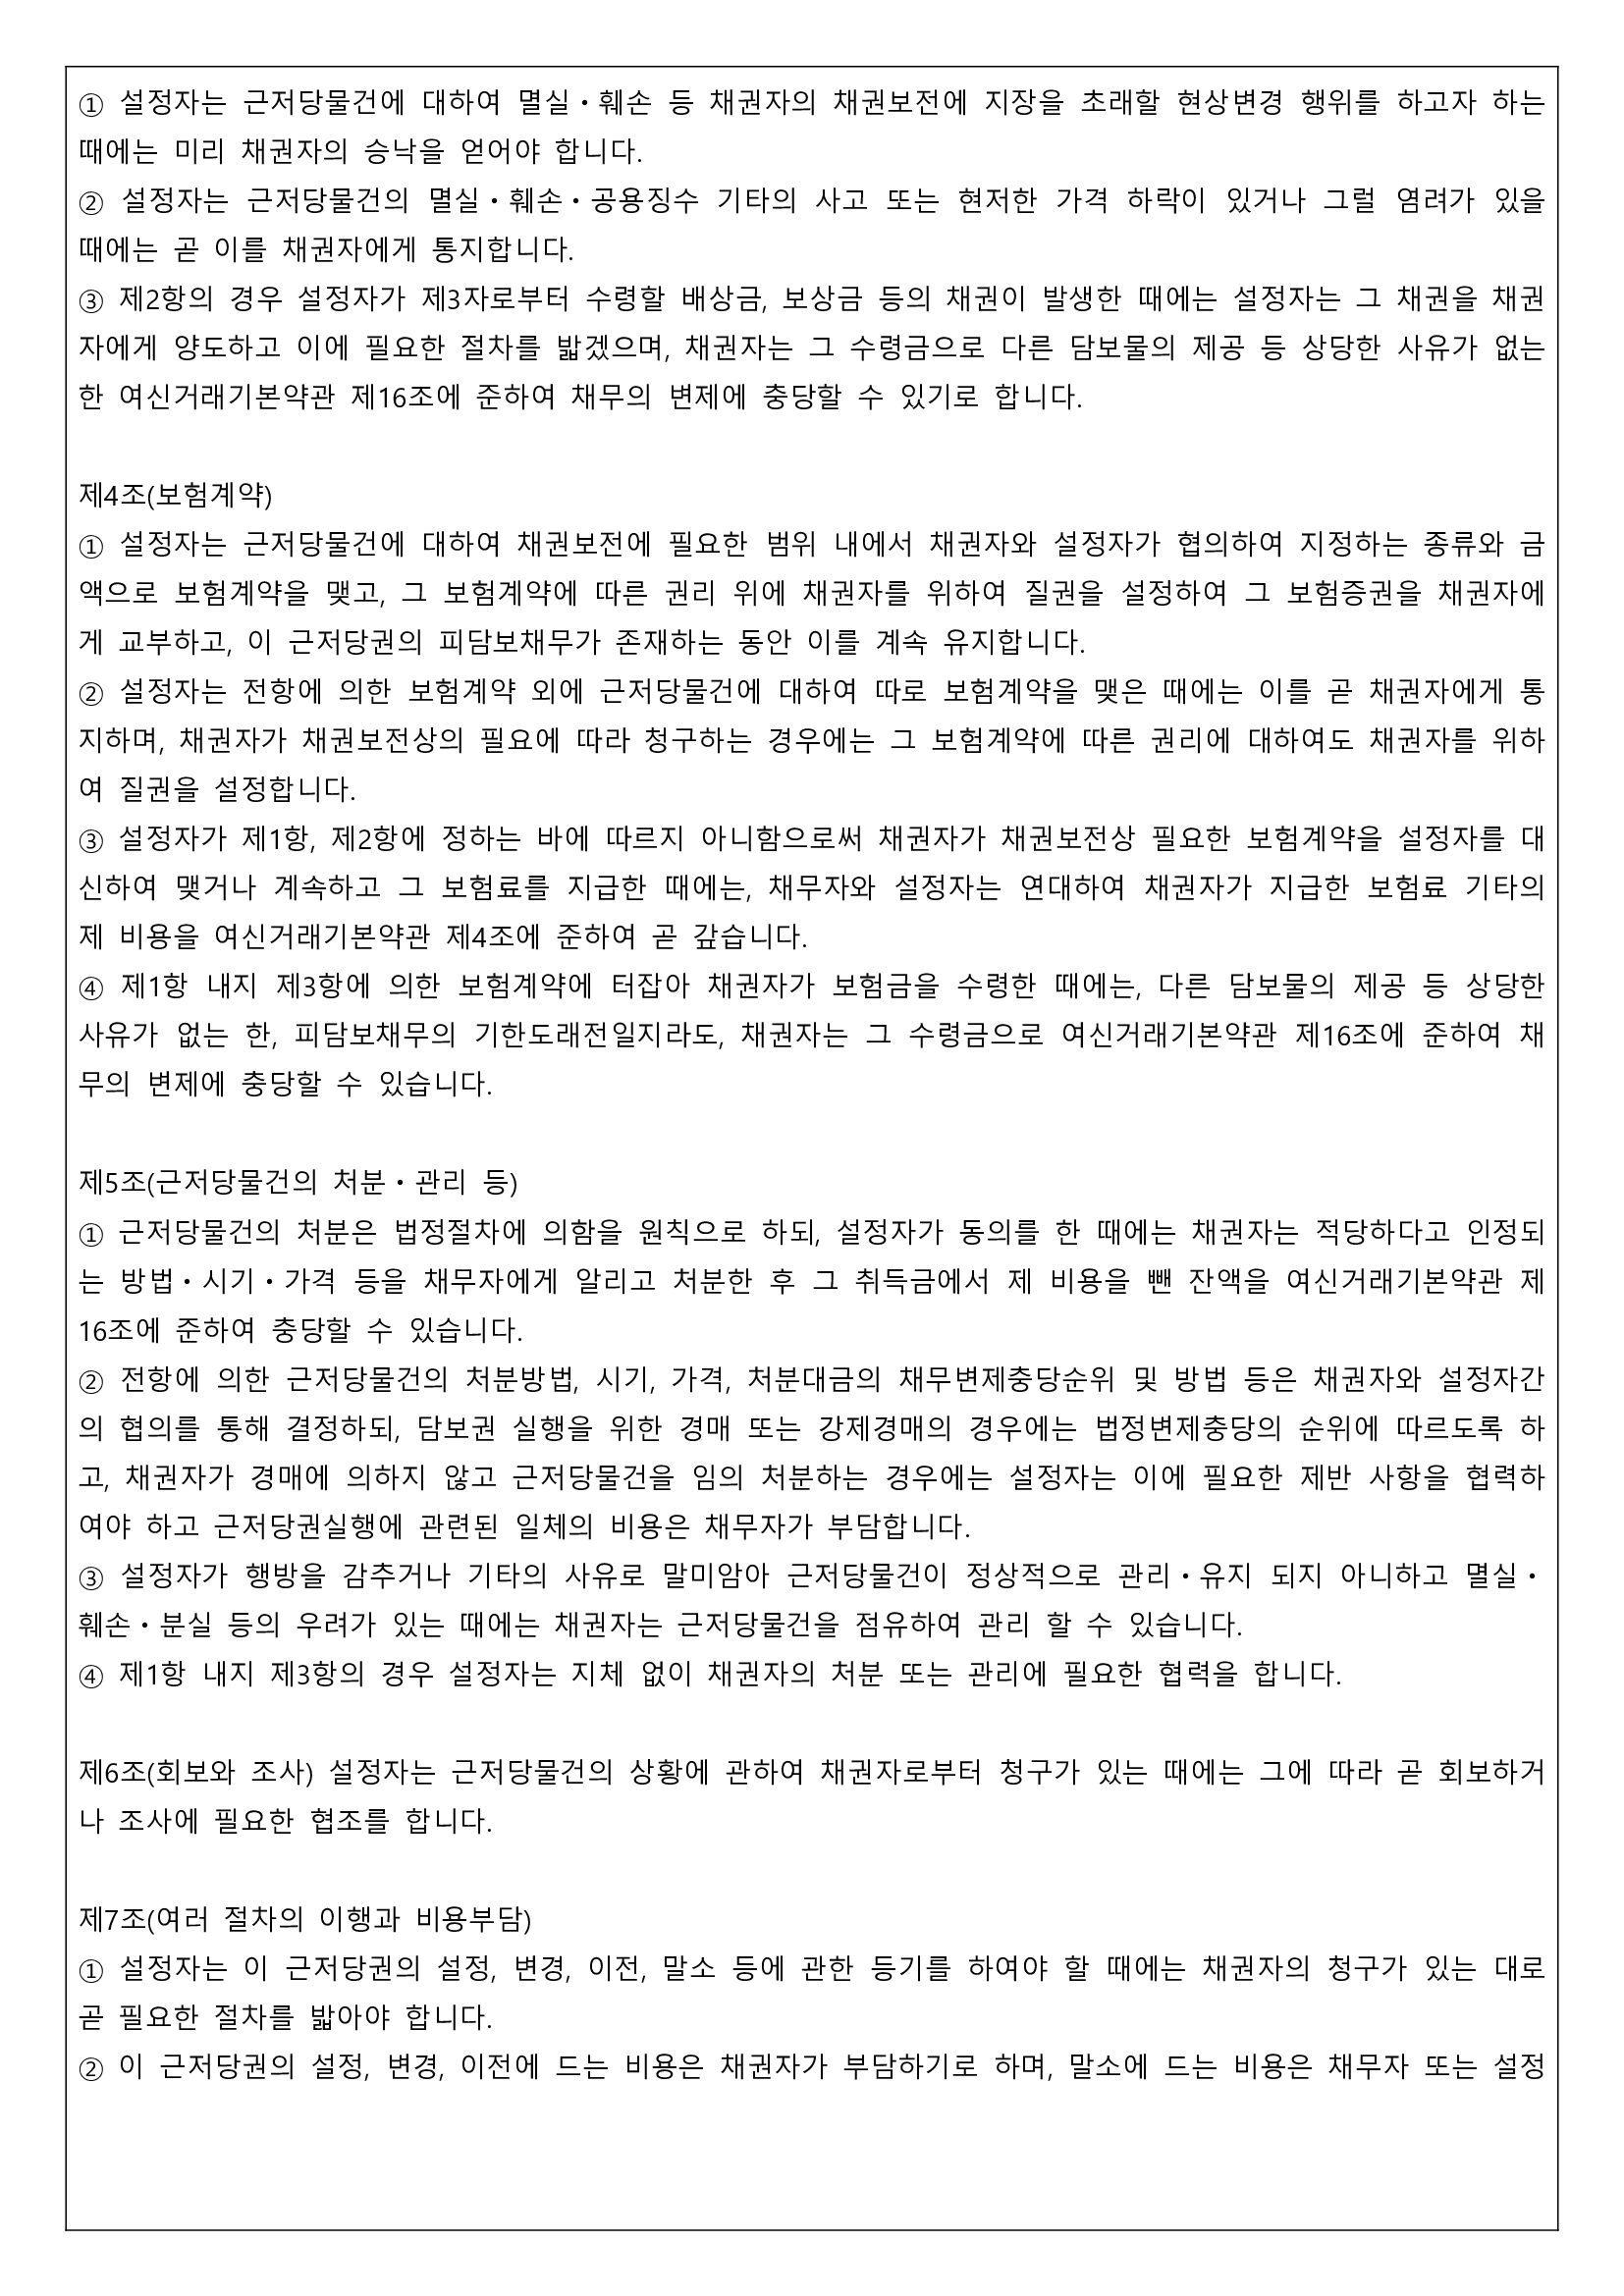 ① 설정자는 근저당물건에 대하여 멸실・훼손 등 채권자의 채권보전에 지장을 초래할 현상변경 행위를 하고자 하는
때에는 미리 채권자의 승낙을 얻어야 합니다.
② 설정자는 근저당물건의 멸실・훼손・공용징수 기타의 사고 또는 현저한 가격 하락이 있거나 그럴 염려가 있을
때에는 곧 이를 채권자에게 통지합니다.
③ 제2항의 경우 설정자가 제3자로부터 수령할 배상금, 보상금 등의 채권이 발생한 때에는 설정자는 그 채권을 채권
자에게 양도하고 이에 필요한 절차를 밟겠으며, 채권자는 그 수령금으로 다른 담보물의 제공 등 상당한 사유가 없는
한 여신거래기본약관 제16조에 준하여 채무의 변제에 충당할 수 있기로 합니다.
제4조(보험계약)
① 설정자는 근저당물건에 대하여 채권보전에 필요한 범위 내에서 채권자와 설정자가 협의하여 지정하는 종류와 금
액으로 보험계약을 맺고, 그 보험계약에 따른 권리 위에 채권자를 위하여 질권을 설정하여 그 보험증권을 채권자에
게 교부하고, 이 근저당권의 피담보채무가 존재하는 동안 이를 계속 유지합니다.
② 설정자는 전항에 의한 보험계약 외에 근저당물건에 대하여 따로 보험계약을 맺은 때에는 이를 곧 채권자에게 통
지하며, 채권자가 채권보전상의 필요에 따라 청구하는 경우에는 그 보험계약에 따른 권리에 대하여도 채권자를 위하
여 질권을 설정합니다.
③ 설정자가 제1항, 제2항에 정하는 바에 따르지 아니함으로써 채권자가 채권보전상 필요한 보험계약을 설정자를 대
신하여 맺거나 계속하고 그 보험료를 지급한 때에는, 채무자와 설정자는 연대하여 채권자가 지급한 보험료 기타의
제 비용을 여신거래기본약관 제4조에 준하여 곧 갚습니다.
④ 제1항 내지 제3항에 의한 보험계약에 터잡아 채권자가 보험금을 수령한 때에는, 다른 담보물의 제공 등 상당한
사유가 없는 한, 피담보채무의 기한도래전일지라도, 채권자는 그 수령금으로 여신거래기본약관 제16조에 준하여 채
무의 변제에 충당할 수 있습니다.
제5조(근저당물건의 처분・관리 등)
① 근저당물건의 처분은 법정절차에 의함을 원칙으로 하되, 설정자가 동의를 한 때에는 채권자는 적당하다고 인정되
는 방법・시기・가격 등을 채무자에게 알리고 처분한 후 그 취득금에서 제 비용을 뺀 잔액을 여신거래기본약관 제
16조에 준하여 충당할 수 있습니다.
② 전항에 의한 근저당물건의 처분방법, 시기, 가격, 처분대금의 채무변제충당순위 및 방법 등은 채권자와 설정자간
의 협의를 통해 결정하되, 담보권 실행을 위한 경매 또는 강제경매의 경우에는 법정변제충당의 순위에 따르도록 하
고, 채권자가 경매에 의하지 않고 근저당물건을 임의 처분하는 경우에는 설정자는 이에 필요한 제반 사항을 협력하
여야 하고 근저당권실행에 관련된 일체의 비용은 채무자가 부담합니다.
③ 설정자가 행방을 감추거나 기타의 사유로 말미암아 근저당물건이 정상적으로 관리・유지 되지 아니하고 멸실・
훼손・분실 등의 우려가 있는 때에는 채권자는 근저당물건을 점유하여 관리 할 수 있습니다.
④ 제1항 내지 제3항의 경우 설정자는 지체 없이 채권자의 처분 또는 관리에 필요한 협력을 합니다.
제6조(회보와 조사) 설정자는 근저당물건의 상황에 관하여 채권자로부터 청구가 있는 때에는 그에 따라 곧 회보하거
나 조사에 필요한 협조를 합니다.
제7조(여러 절차의 이행과 비용부담)
① 설정자는 이 근저당권의 설정, 변경, 이전, 말소 등에 관한 등기를 하여야 할 때에는 채권자의 청구가 있는 대로
곧 필요한 절차를 밟아야 합니다.
② 이 근저당권의 설정, 변경, 이전에 드는 비용은 채권자가 부담하기로 하며, 말소에 드는 비용은 채무자 또는 설정